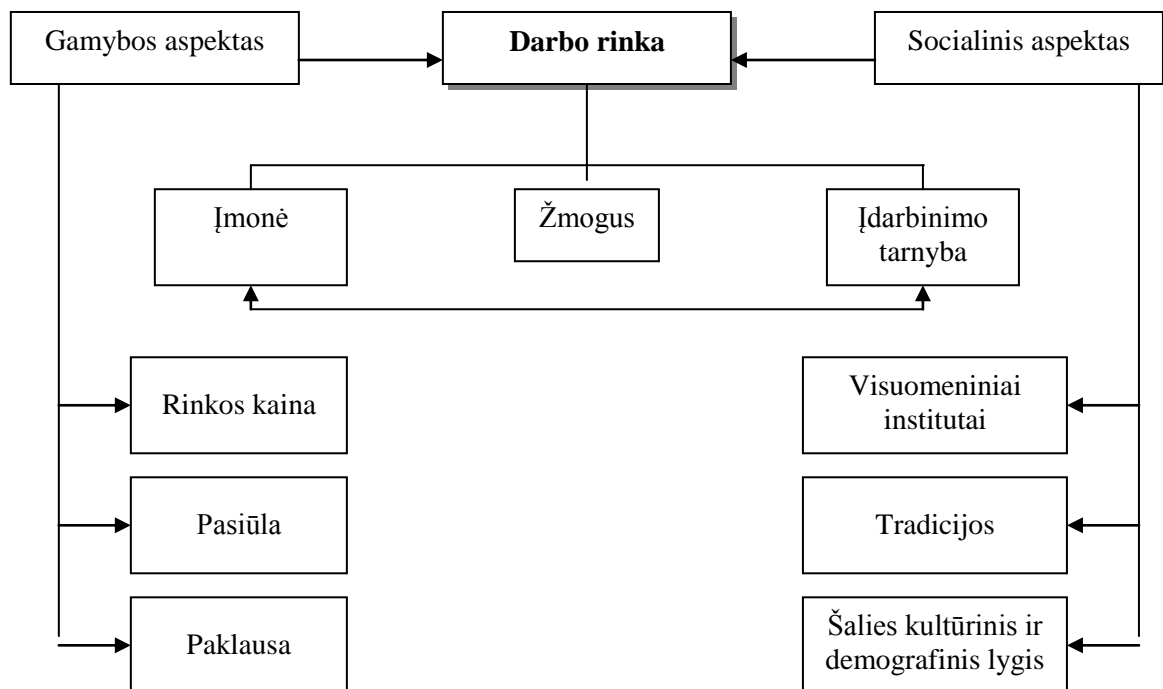 Gamybos aspektas
Darbo rinka
Socialinis aspektas
Įmonė
Žmogus
Įdarbinimo
tarnyba
Rinkos kaina
Visuomeniniai
institutai
Pasiūla
Tradicijos
Paklausa
Šalies kultūrinis ir
demografinis lygis